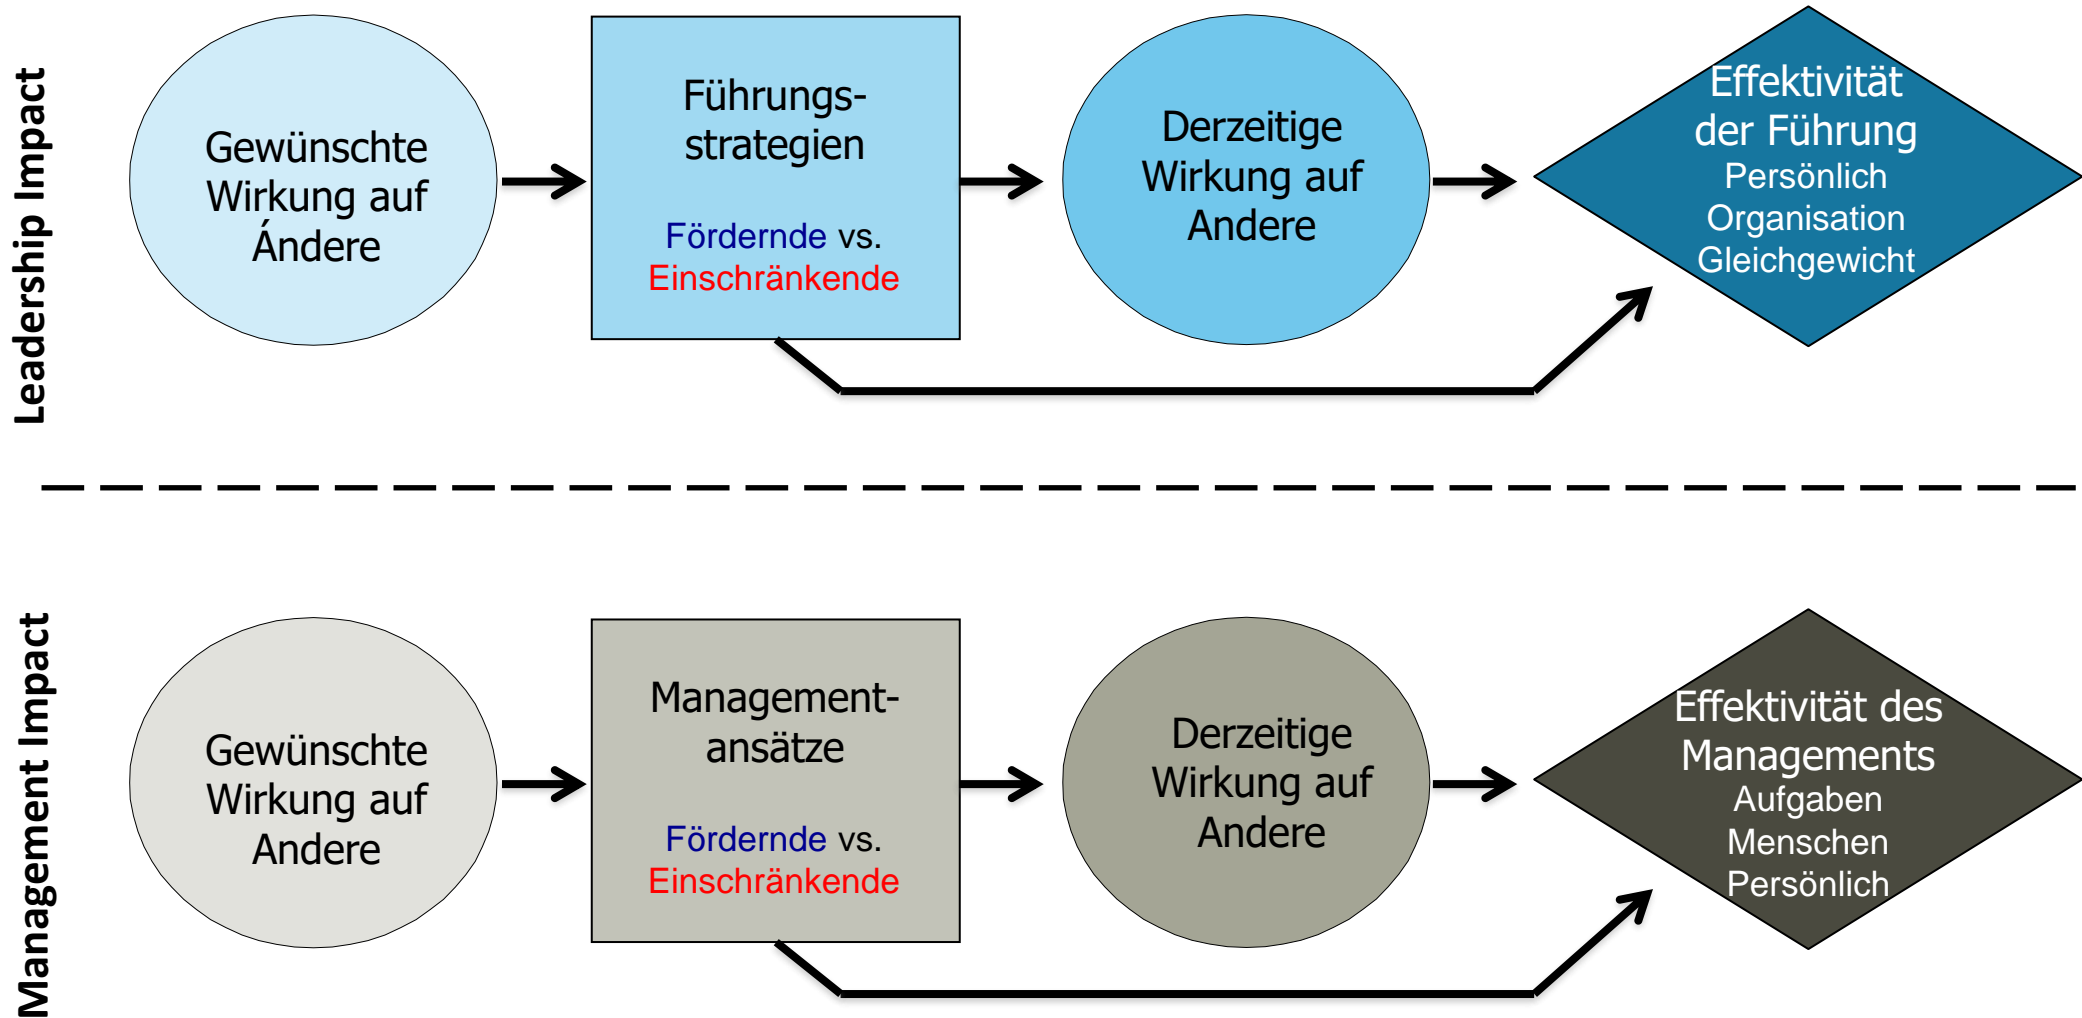 Leadership Impact
Gewünschte
Wirkung auf
Ándere
Führungs-
strategien
Fördernde vs.
Einschränkende
Derzeitige
Wirkung auf
Andere
Effektivität
der Führung
Persönlich
Organisation
Gleichgewicht
Management Impact
Gewünschte
Wirkung auf
Andere
Management-
ansätze
Fördernde vs.
Einschränkende
Derzeitige
Wirkung auf
Andere
Effektivität des
Managements
Aufgaben
Menschen
Persönlich